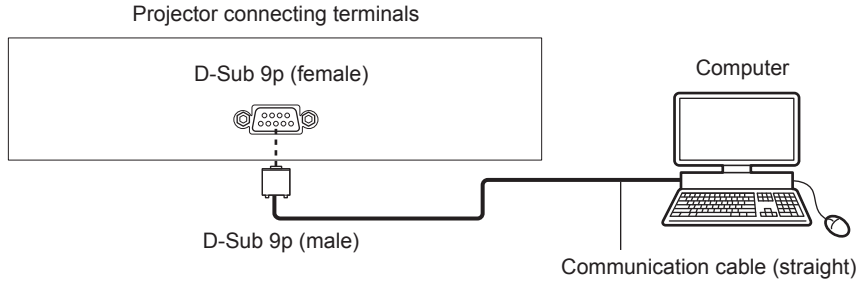 Projector connecting terminals
D-Sub 9p (female)
Computer
D-Sub 9p (male)
Communication cable (straight)